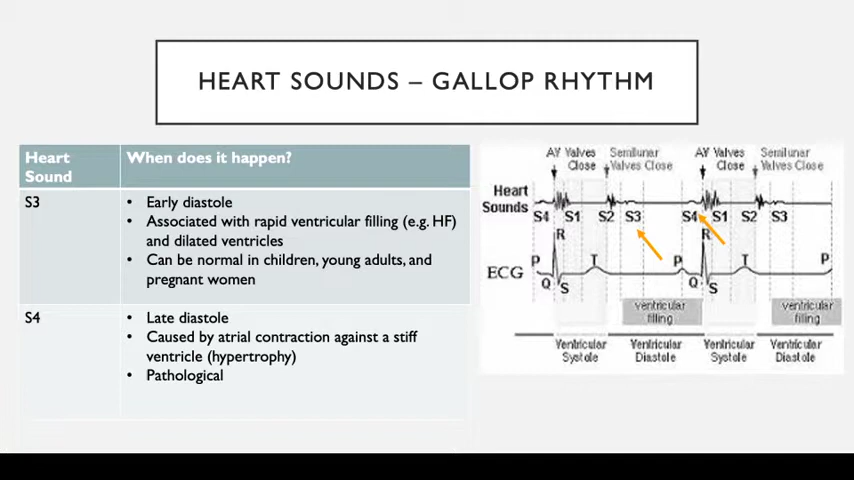 HEART SOUNDS – GALLOP RHYTHM
Heart Sound
When does it happen?
S3
• Early diastole
• Associated with rapid ventricular filling (e.g. HF)
and dilated ventricles
• Can be normal in children, young adults, and
pregnant women
S4
• Late diastole
• Caused by atrial contraction against a stiff
ventricle (hypertrophy)
• Pathological
AV Valves Close
Semilunar Valves Close
AV Valves Close
Semilunar Valves Close
Heart Sounds
S4 S1 S2 S3 S4 S1 S2 S3
R R
P T P T P
ECG
Q S Q S
ventricular filling
ventricular filling
Ventricular Systole
Ventricular Diastole
Ventricular Systole
Ventricular Diastole